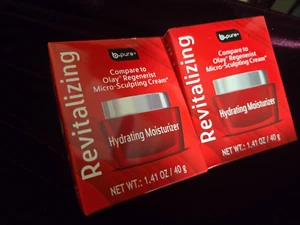 b-pure
Revitalizing
Compare to
Olay® Regenerist
Micro-Sculpting Cream*
Hydrating Moisturizer
NET WT.: 1.41 OZ / 40 g
b-pure
Revitalizing
Compare to
Olay® Regenerist
Micro-Sculpting Cream*
Hydrating Moisturizer
NET WT.: 1.41 OZ / 40 g